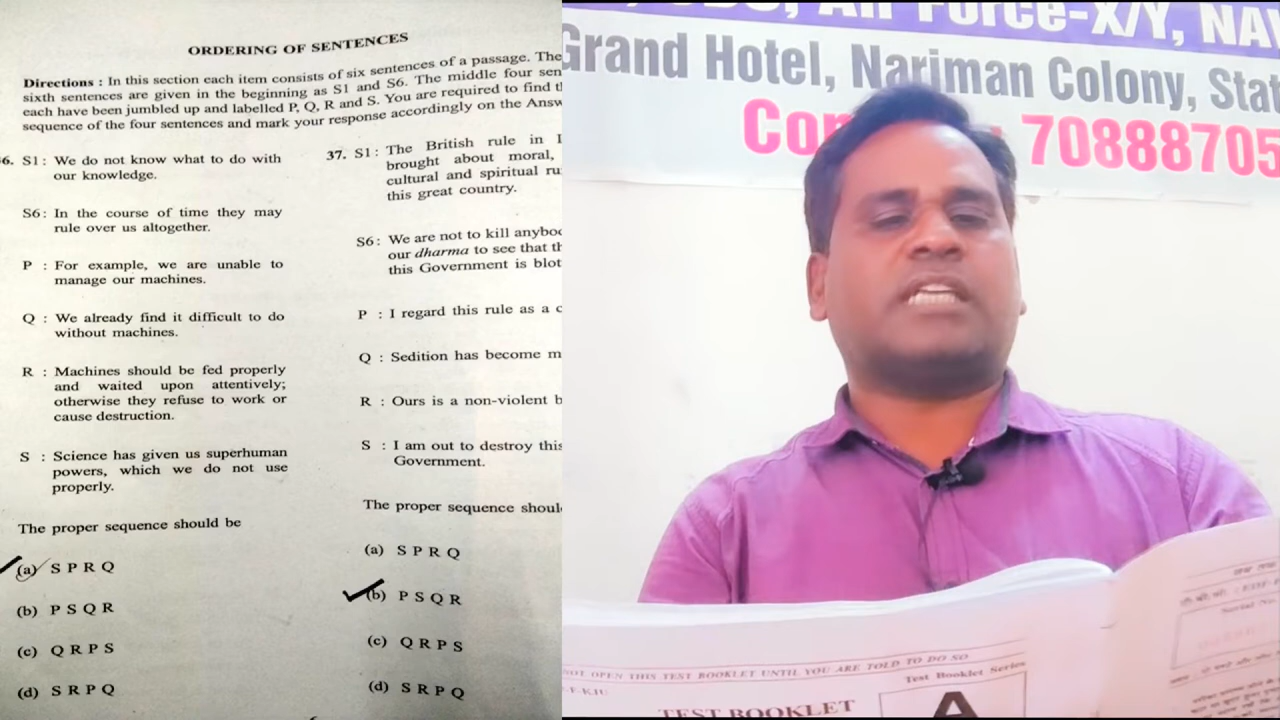 ORDERING OF SENTENCES
Directions : In this section each item consists of six sentences of a passage. The
sixth sentences are given in the beginning as S1 and S6. The middle four sen
each have been jumbled up and labelled P, Q, R and S. You are required to find t
sequence of the four sentences and mark your response accordingly on the Answ
6. S1: We do not know what to do with
our knowledge.
S6: In the course of time they may
rule over us altogether.
P : For example, we are unable to
manage our machines.
Q : We already find it difficult to do
without machines.
R : Machines should be fed properly
and waited upon attentively;
otherwise they refuse to work or
cause destruction.
S : Science has given us superhuman
powers, which we do not use
properly.
The proper sequence should be
(a) S P R Q
(b) P S Q R
(c) Q R P S
(d) S R P Q
37. S1: The British rule in I
brought about moral,
cultural and spiritual ru
this great country.
S6: We are not to kill anyboo
our dharma to see that th
this Government is blot
P : I regard this rule as a c
Q : Sedition has become m
R : Ours is a non-violent b
S : I am out to destroy this
Government.
The proper sequence shoul
(a) S P R Q
(b) P S Q R
(c) Q R P S
(d) S R P Q
Air Force-X/Y, NAV
Grand Hotel, Nariman Colony, Stat
70888705
NOT OPEN THIS TEST BOOKLET UNTIL YOU ARE TOLD TO DO SO
Test Booklet Series
TEST BOOKLET
A
Serial No.